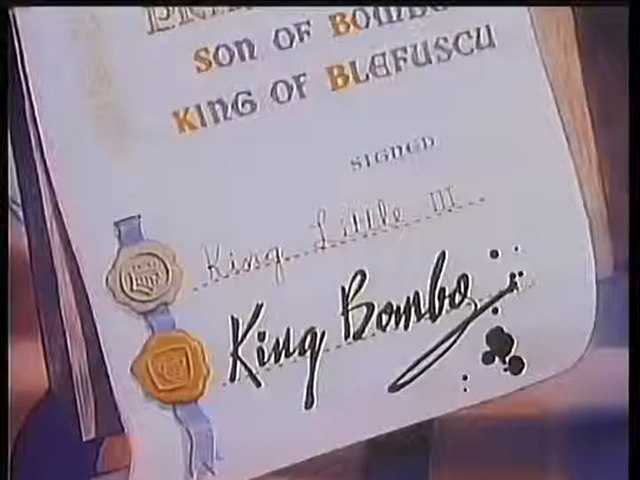 SON OF BOMBO
KING OF BLEFUSCU
SIGNED
King Little III
King Bombo